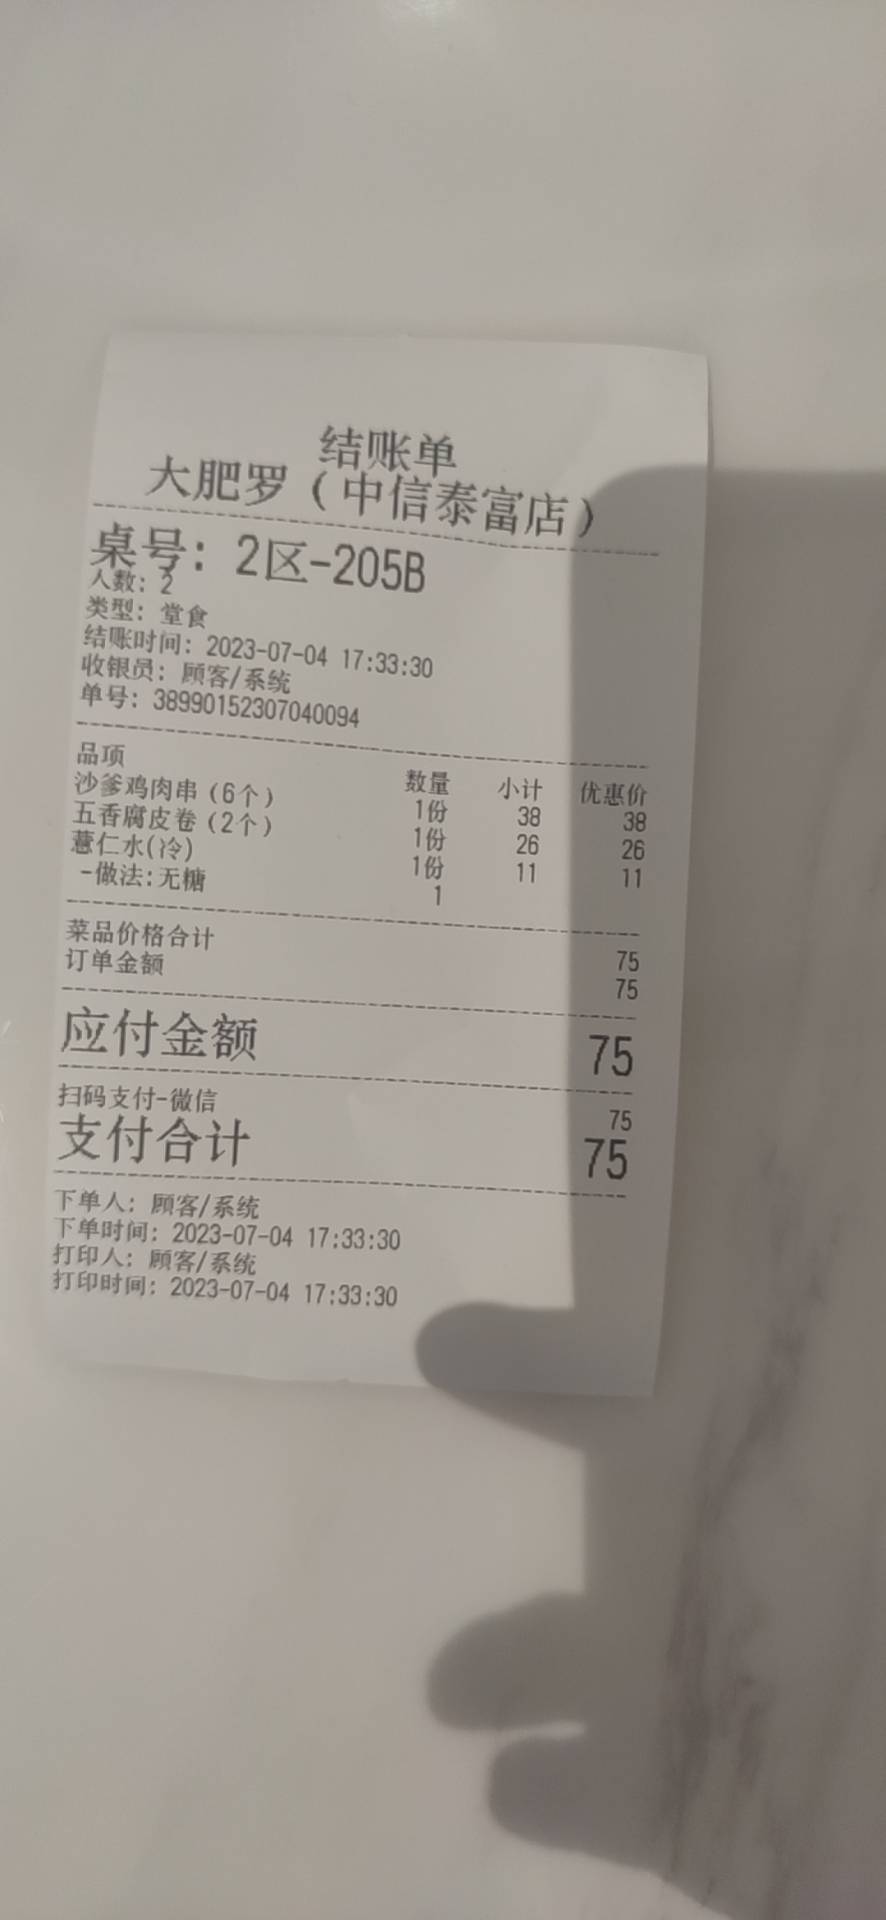 结账单
大肥罗（中信泰富店）
桌号：2区-205B
人数：2
类型：堂食
结账时间：2023-07-04 17:33:30
收银员：顾客/系统
单号：38990152307040094
品项 数量 小计 优惠价
沙爹鸡肉串（6个） 1份 38 38
五香腐皮卷（2个） 1份 26 26
薏仁水(冷) 1份 11 11
-做法:无糖 1
菜品价格合计 75
订单金额 75
应付金额 75
扫码支付-微信 75
支付合计 75
下单人：顾客/系统
下单时间：2023-07-04 17:33:30
打印人：顾客/系统
打印时间：2023-07-04 17:33:30